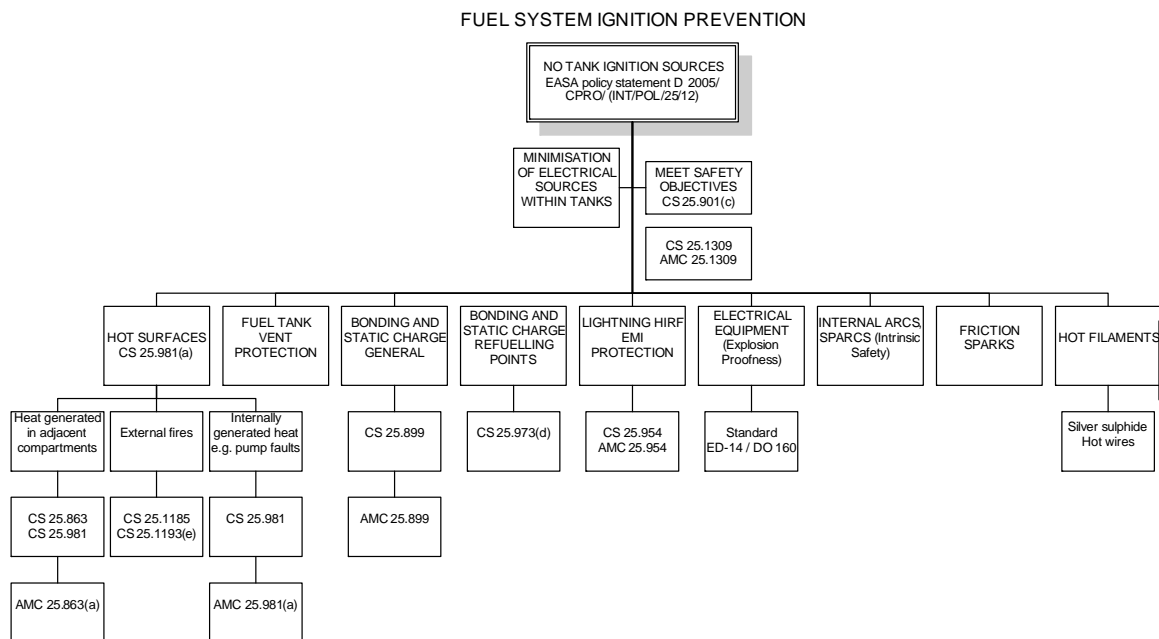 FUEL SYSTEM IGNITION PREVENTION
NO TANK IGNITION SOURCES
EASA policy statement D 2005/
CPRO/ (INT/POL/25/12)
MINIMISATION
OF ELECTRICAL
SOURCES
WITHIN TANKS
MEET SAFETY
OBJECTIVES
CS 25.901(c)
CS 25.1309
AMC 25.1309
HOT SURFACES
CS 25.981(a)
FUEL TANK
VENT
PROTECTION
BONDING AND
STATIC CHARGE
GENERAL
BONDING AND
STATIC CHARGE
REFUELLING
POINTS
LIGHTNING HIRF
EMI
PROTECTION
ELECTRICAL
EQUIPMENT
(Explosion
Proofness)
INTERNAL ARCS,
SPARCS (Intrinsic
Safety)
FRICTION
SPARKS
HOT FILAMENTS
Heat generated
in adjacent
compartments
External fires
Internally
generated heat
e.g. pump faults
CS 25.899
CS 25.973(d)
CS 25.954
AMC 25.954
Standard
ED-14 / DO 160
Silver sulphide
Hot wires
CS 25.863
CS 25.981
CS 25.1185
CS 25.1193(e)
CS 25.981
AMC 25.899
AMC 25.863(a)
AMC 25.981(a)